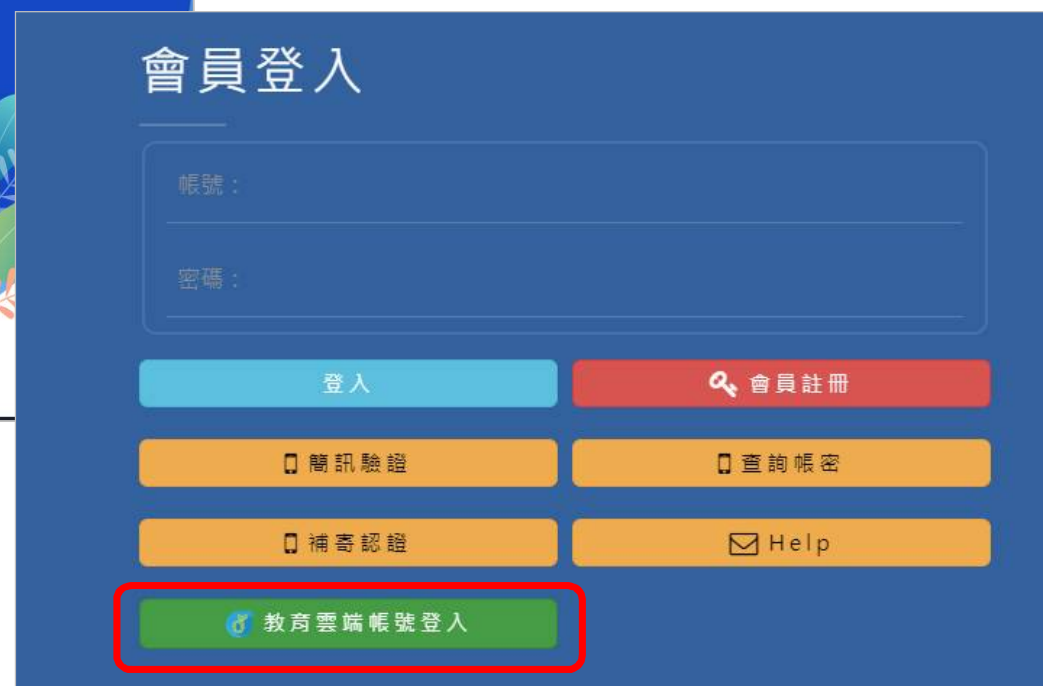 會員登入
帳號：
密碼：
登入
會員註冊
簡訊驗證
查詢帳密
補寄認證
Help
教育雲端帳號登入